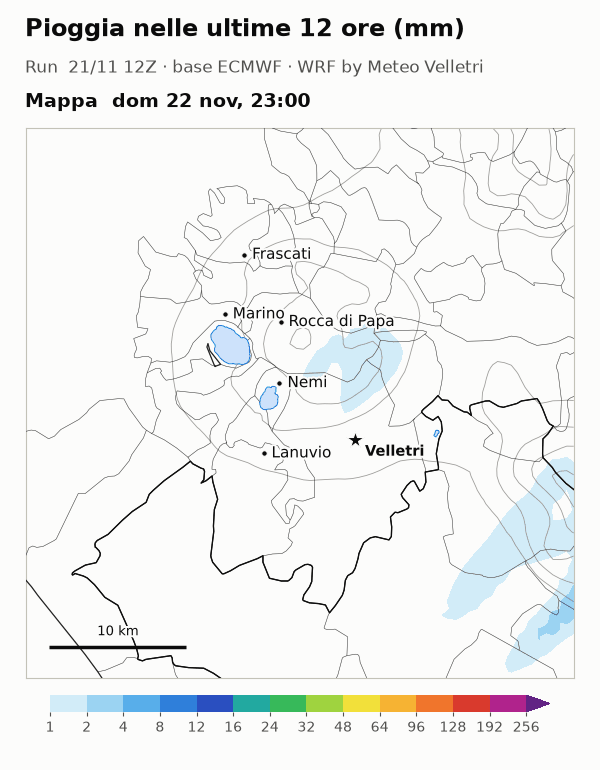 Pioggia nelle ultime 12 ore (mm)
Run  21/11 12Z · base ECMWF · WRF by Meteo Velletri
Mappa  dom 22 nov, 23:00
Frascati
Marino
Rocca di Papa
Nemi
Velletri
Lanuvio
10 km
1 2 4 8 12 16 24 32 48 64 96 128 192 256